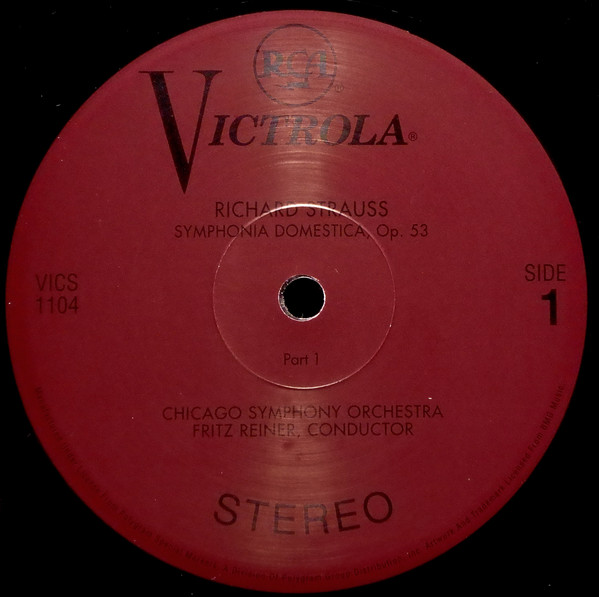 RCA
VICTROLA®
RICHARD STRAUSS
SYMPHONIA DOMESTICA, Op. 53
VICS
1104
SIDE
1
Part 1
CHICAGO SYMPHONY ORCHESTRA
FRITZ REINER, CONDUCTOR
STEREO